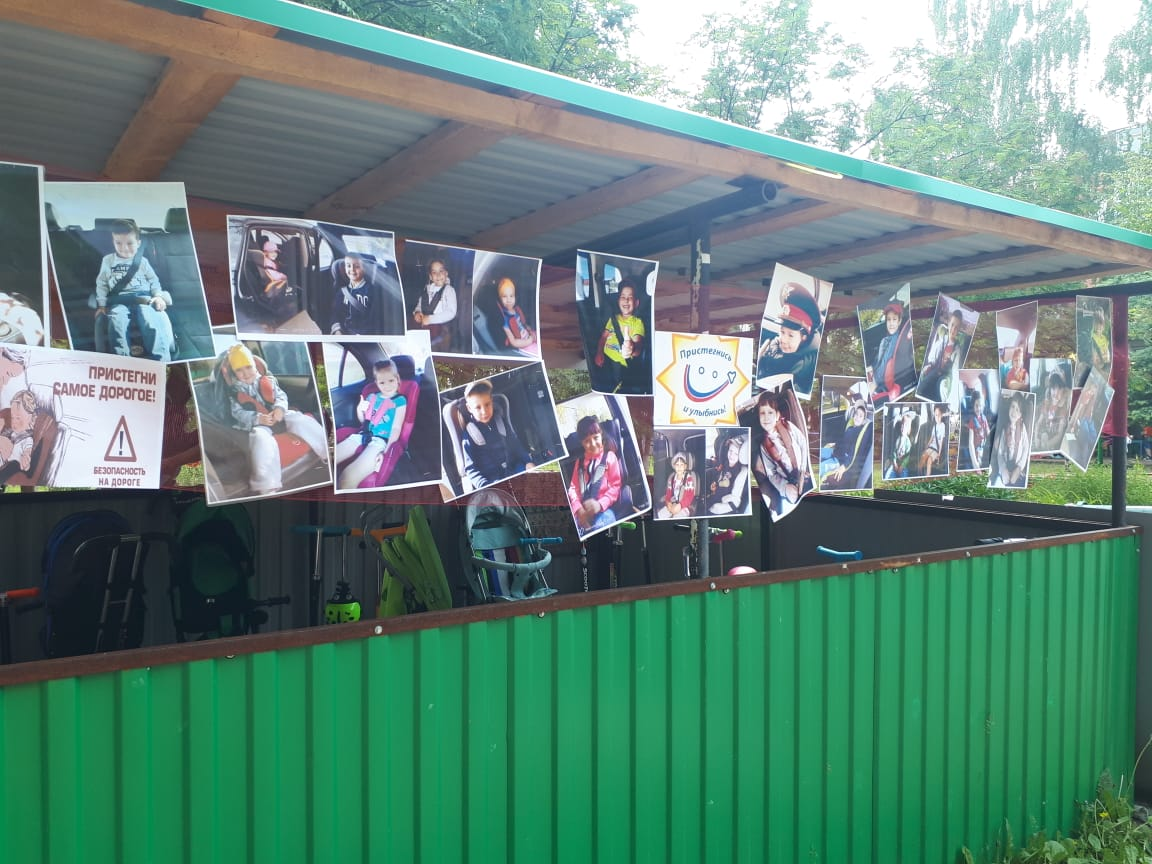 ПРИСТЕГНИ
САМОЕ ДОРОГОЕ!
БЕЗОПАСНОСТЬ
НА ДОРОГЕ
Пристегнись
и улыбнись!